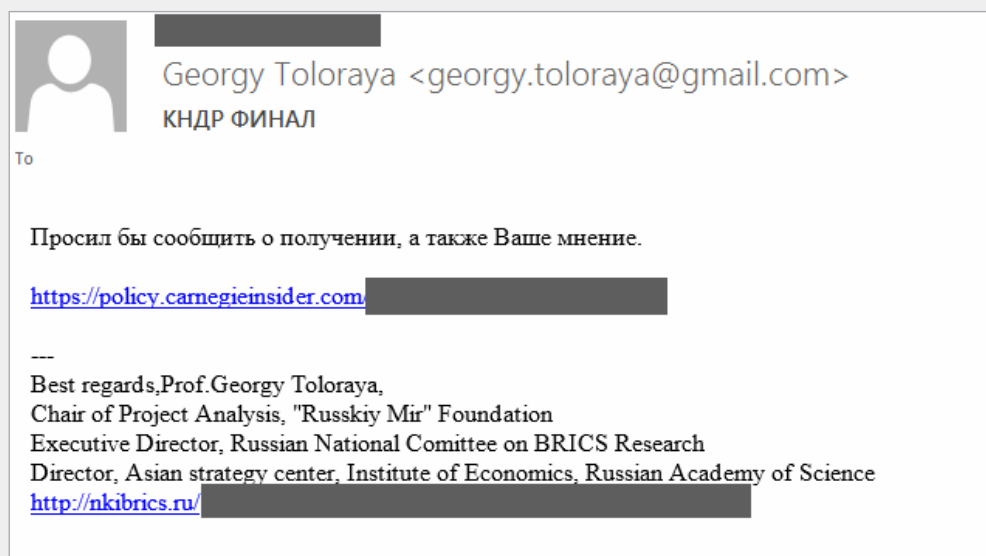 Georgy Toloraya <georgy.toloraya@gmail.com>
КНДР ФИНАЛ
To
Просил бы сообщить о получении, а также Ваше мнение.
https://policy.carnegieinsider.com/
---
Best regards,Prof.Georgy Toloraya,
Chair of Project Analysis, "Russkiy Mir" Foundation
Executive Director, Russian National Comittee on BRICS Research
Director, Asian strategy center, Institute of Economics, Russian Academy of Science
http://nkibrics.ru/